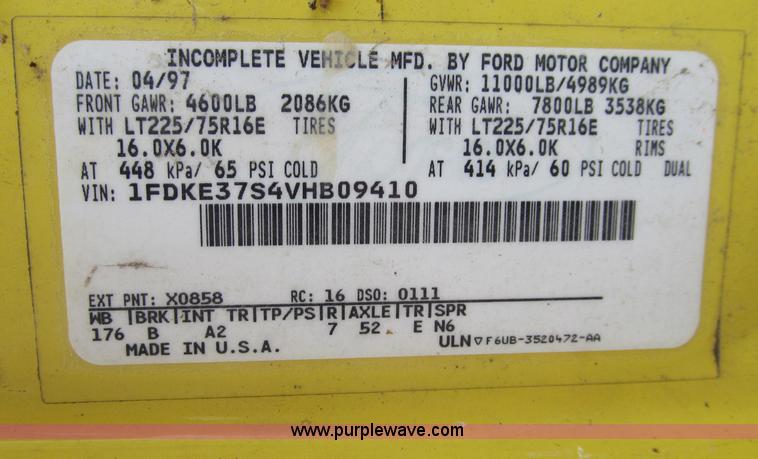 INCOMPLETE VEHICLE MFD. BY FORD MOTOR COMPANY
DATE: 04/97 GVWR: 11000LB/4989KG
FRONT GAWR: 4600LB 2086KG REAR GAWR: 7800LB 3538KG
WITH LT225/75R16E TIRES WITH LT225/75R16E TIRES
16.0X6.0K 16.0X6.0K RIMS
AT 448 kPa/ 65 PSI COLD AT 414 kPa/ 60 PSI COLD DUAL
VIN: 1FDKE37S4VHB09410
EXT PNT: X0858 RC: 16 DSO: 0111
WB |BRK|INT TR|TP/PS|R|AXLE|TR|SPR
176 B A2 7 52 E N6
MADE IN U.S.A. ULN ▽ F6UB-3520472-AA
www.purplewave.com